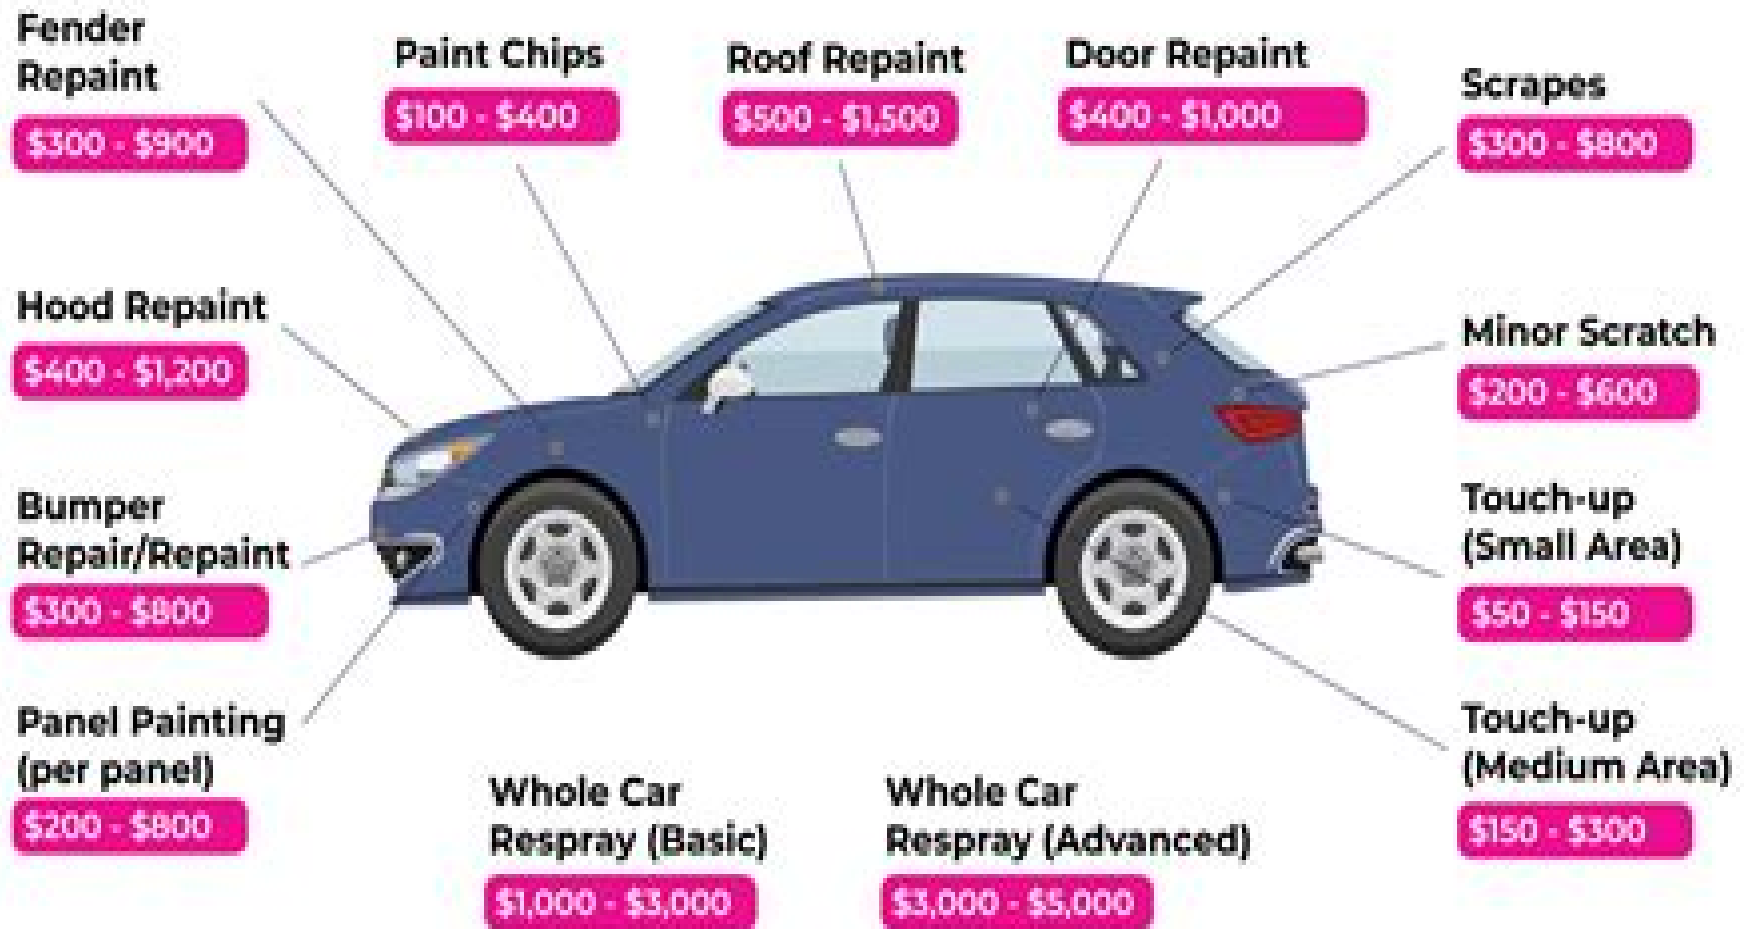 Fender
Repaint
$300 - $900
Paint Chips
$100 - $400
Roof Repaint
$500 - $1,500
Door Repaint
$400 - $1,000
Scrapes
$300 - $800
Hood Repaint
$400 - $1,200
Minor Scratch
$200 - $600
Bumper
Repair/Repaint
$300 - $800
Touch-up
(Small Area)
$50 - $150
Panel Painting
(per panel)
$200 - $800
Whole Car
Respray (Basic)
$1,000 - $3,000
Whole Car
Respray (Advanced)
$3,000 - $5,000
Touch-up
(Medium Area)
$150 - $300